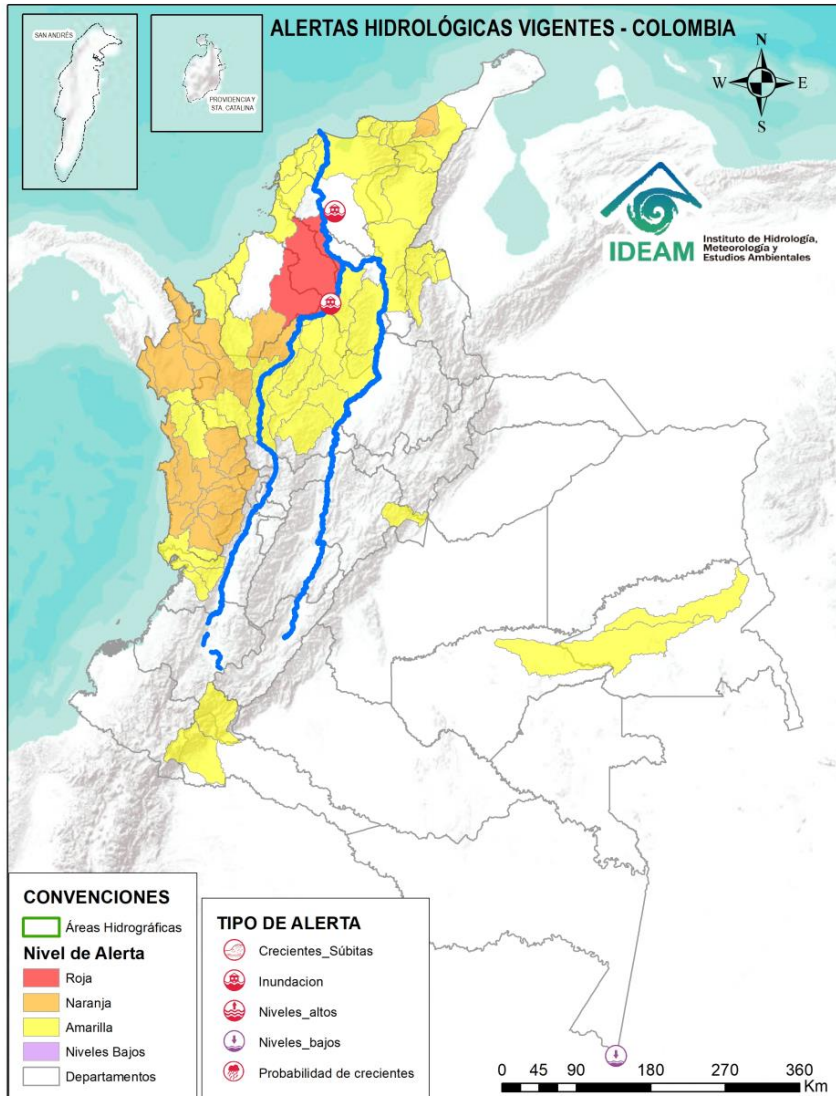 ALERTAS HIDROLÓGICAS VIGENTES - COLOMBIA
SAN ANDRÉS
PROVIDENCIA Y
STA. CATALINA
N
W
E
S
IDEAM
Instituto de Hidrología,
Meteorología y
Estudios Ambientales
CONVENCIONES
Áreas Hidrográficas
Nivel de Alerta
Roja
Naranja
Amarilla
Niveles Bajos
Departamentos
TIPO DE ALERTA
Crecientes_Súbitas
Inundacion
Niveles_altos
Niveles_bajos
Probabilidad de crecientes
0 45 90 180 270 360
Km